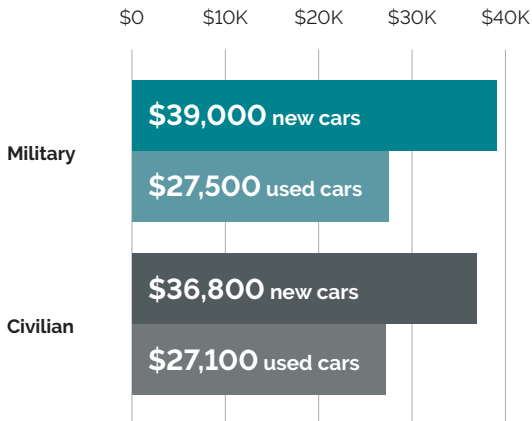 $0 $10K $20K $30K $40K
Military
$39,000 new cars
$27,500 used cars
Civilian
$36,800 new cars
$27,100 used cars